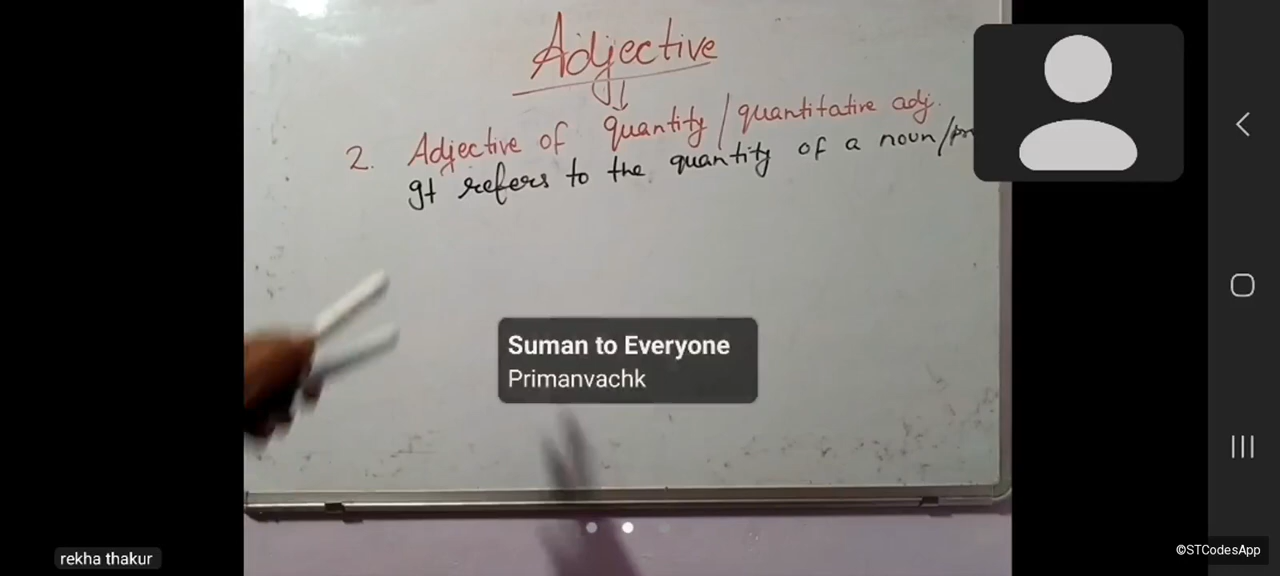 Adjective
2. Adjective of quantity/quantitative adj.
It refers to the quantity of a noun/
Suman to Everyone
Primanvachk
rekha thakur
©STCodesApp